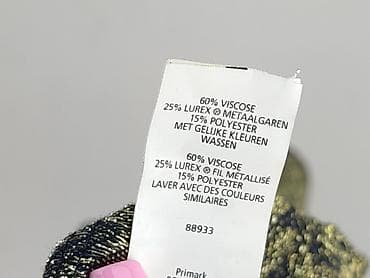 60% VISCOSE
25% LUREX ® METAALGAREN
15% POLYESTER
MET GELIJKE KLEUREN
WASSEN
60% VISCOSE
25% LUREX ® FIL MÉTALLISÉ
15% POLYESTER
LAVER AVEC DES COULEURS
SIMILAIRES
88933
Primark